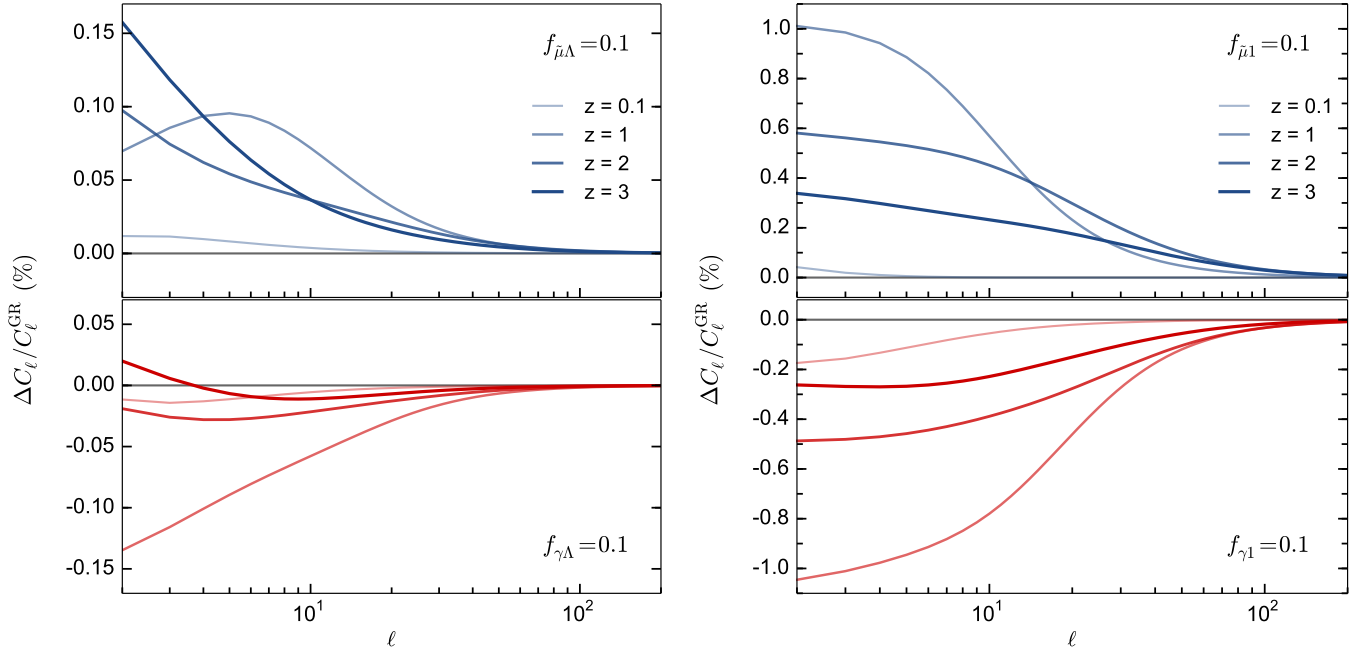 0.15
0.10
0.05
0.00
f_{μ̃Λ}=0.1
z = 0.1
z = 1
z = 2
z = 3
0.05
0.00
-0.05
-0.10
-0.15
f_{γΛ}=0.1
10^1
10^2
ℓ
ΔC_ℓ/C_ℓ^{GR} (%)
1.0
0.8
0.6
0.4
0.2
0.0
f_{μ̃1}=0.1
z = 0.1
z = 1
z = 2
z = 3
0.0
-0.2
-0.4
-0.6
-0.8
-1.0
f_{γ1}=0.1
10^1
10^2
ℓ
ΔC_ℓ/C_ℓ^{GR} (%)